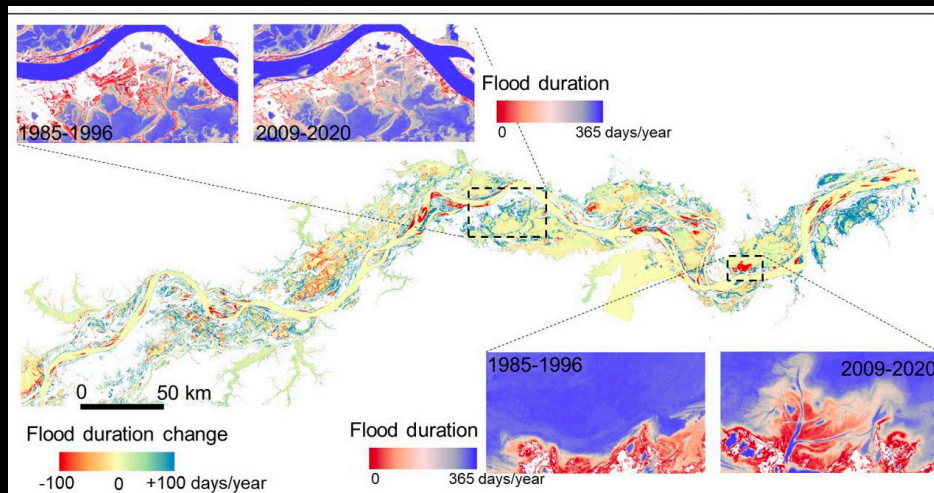 1985-1996
2009-2020
Flood duration
0
365 days/year
0
50 km
Flood duration change
-100
0
+100 days/year
Flood duration
0
365 days/year
1985-1996
2009-2020